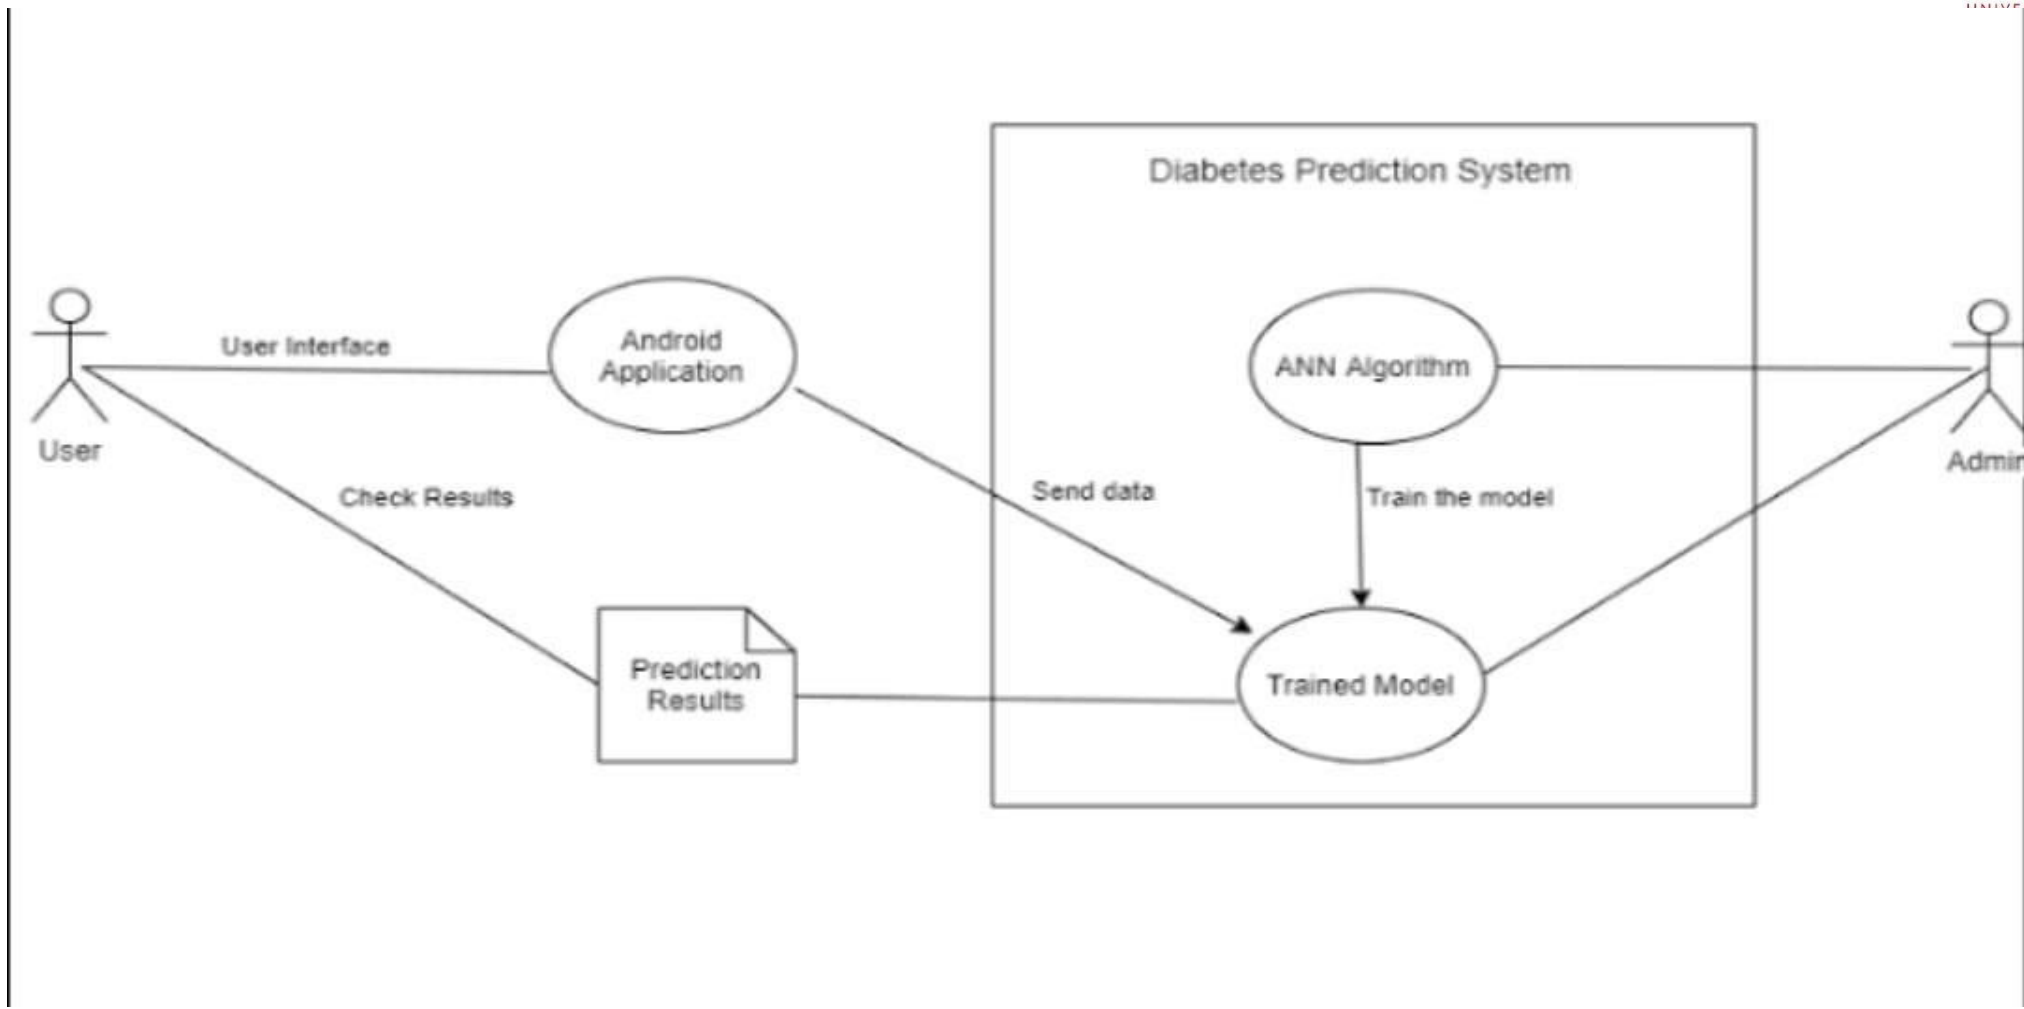 Diabetes Prediction System
User Interface
Android
Application
ANN Algorithm
User
Admin
Check Results
Send data
Train the model
Prediction
Results
Trained Model